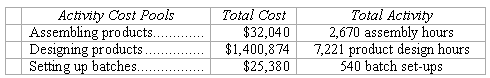 Activity Cost Pools Total Cost Total Activity
Assembling products.............. $32,040 2,670 assembly hours
Designing products............... $1,400,874 7,221 product design hours
Setting up batches................. $25,380 540 batch set-ups